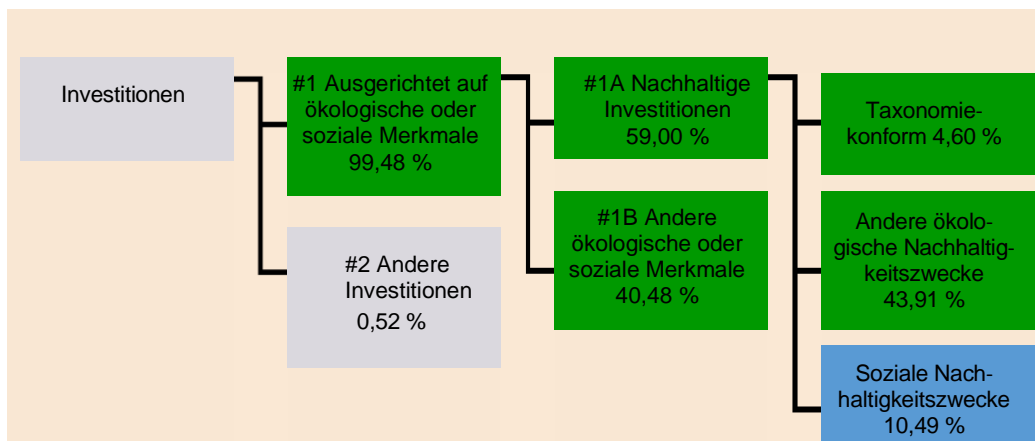 Investitionen
#1 Ausgerichtet auf
ökologische oder
soziale Merkmale
99,48 %
#2 Andere
Investitionen
0,52 %
#1A Nachhaltige
Investitionen
59,00 %
#1B Andere
ökologische oder
soziale Merkmale
40,48 %
Taxonomie-
konform 4,60 %
Andere ökolo-
gische Nachhaltig-
keitszwecke
43,91 %
Soziale Nach-
haltigkeitszwecke
10,49 %